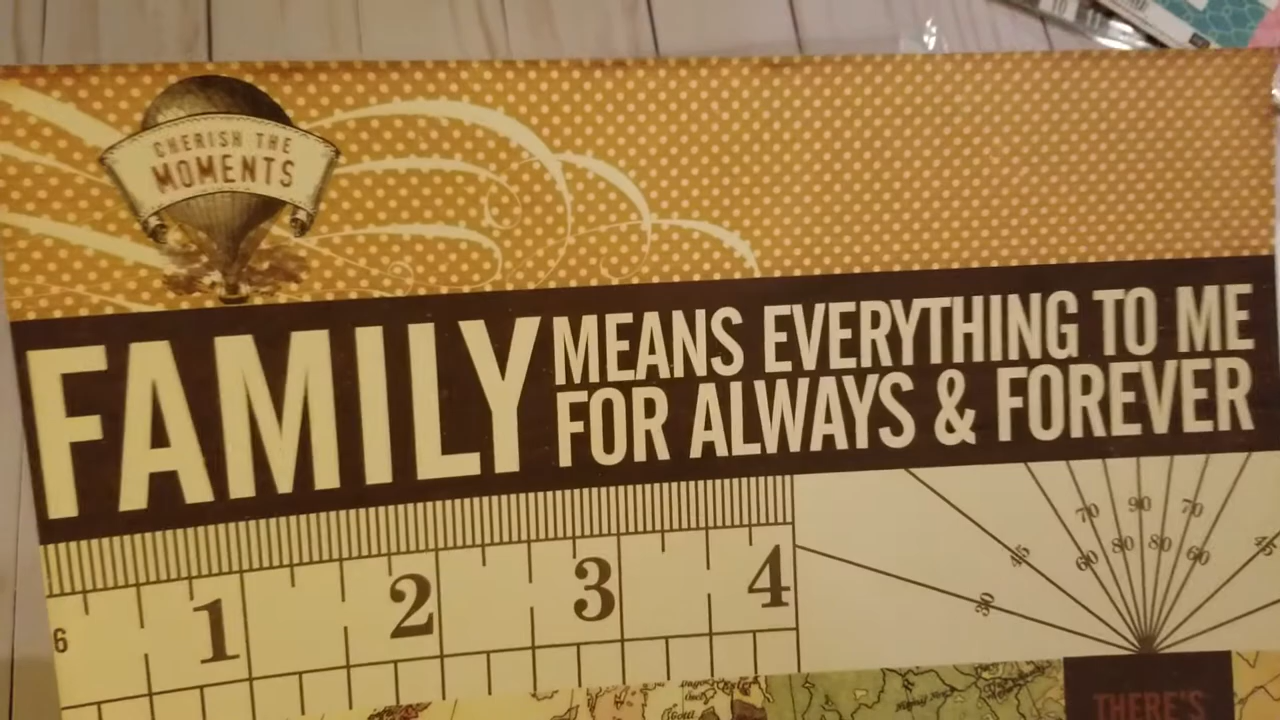 CHERISH THE
MOMENTS
FAMILY MEANS EVERYTHING TO ME
FOR ALWAYS & FOREVER
6 1 2 3 4
30 45 60 70 80 90 80 70 60 45
THERE'S